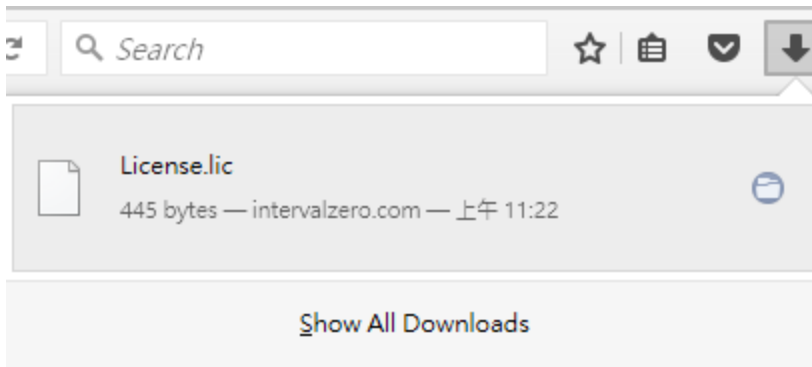 Search
License.lic
445 bytes — intervalzero.com — 上午 11:22
Show All Downloads